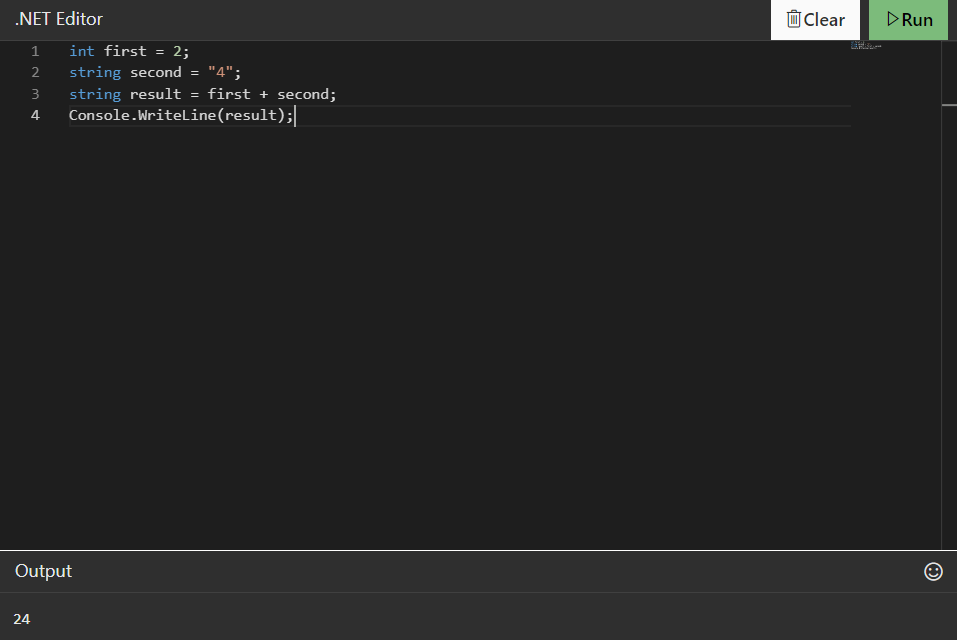 .NET Editor
Clear
Run
1 int first = 2;
2 string second = "4";
3 string result = first + second;
4 Console.WriteLine(result);
Output
24